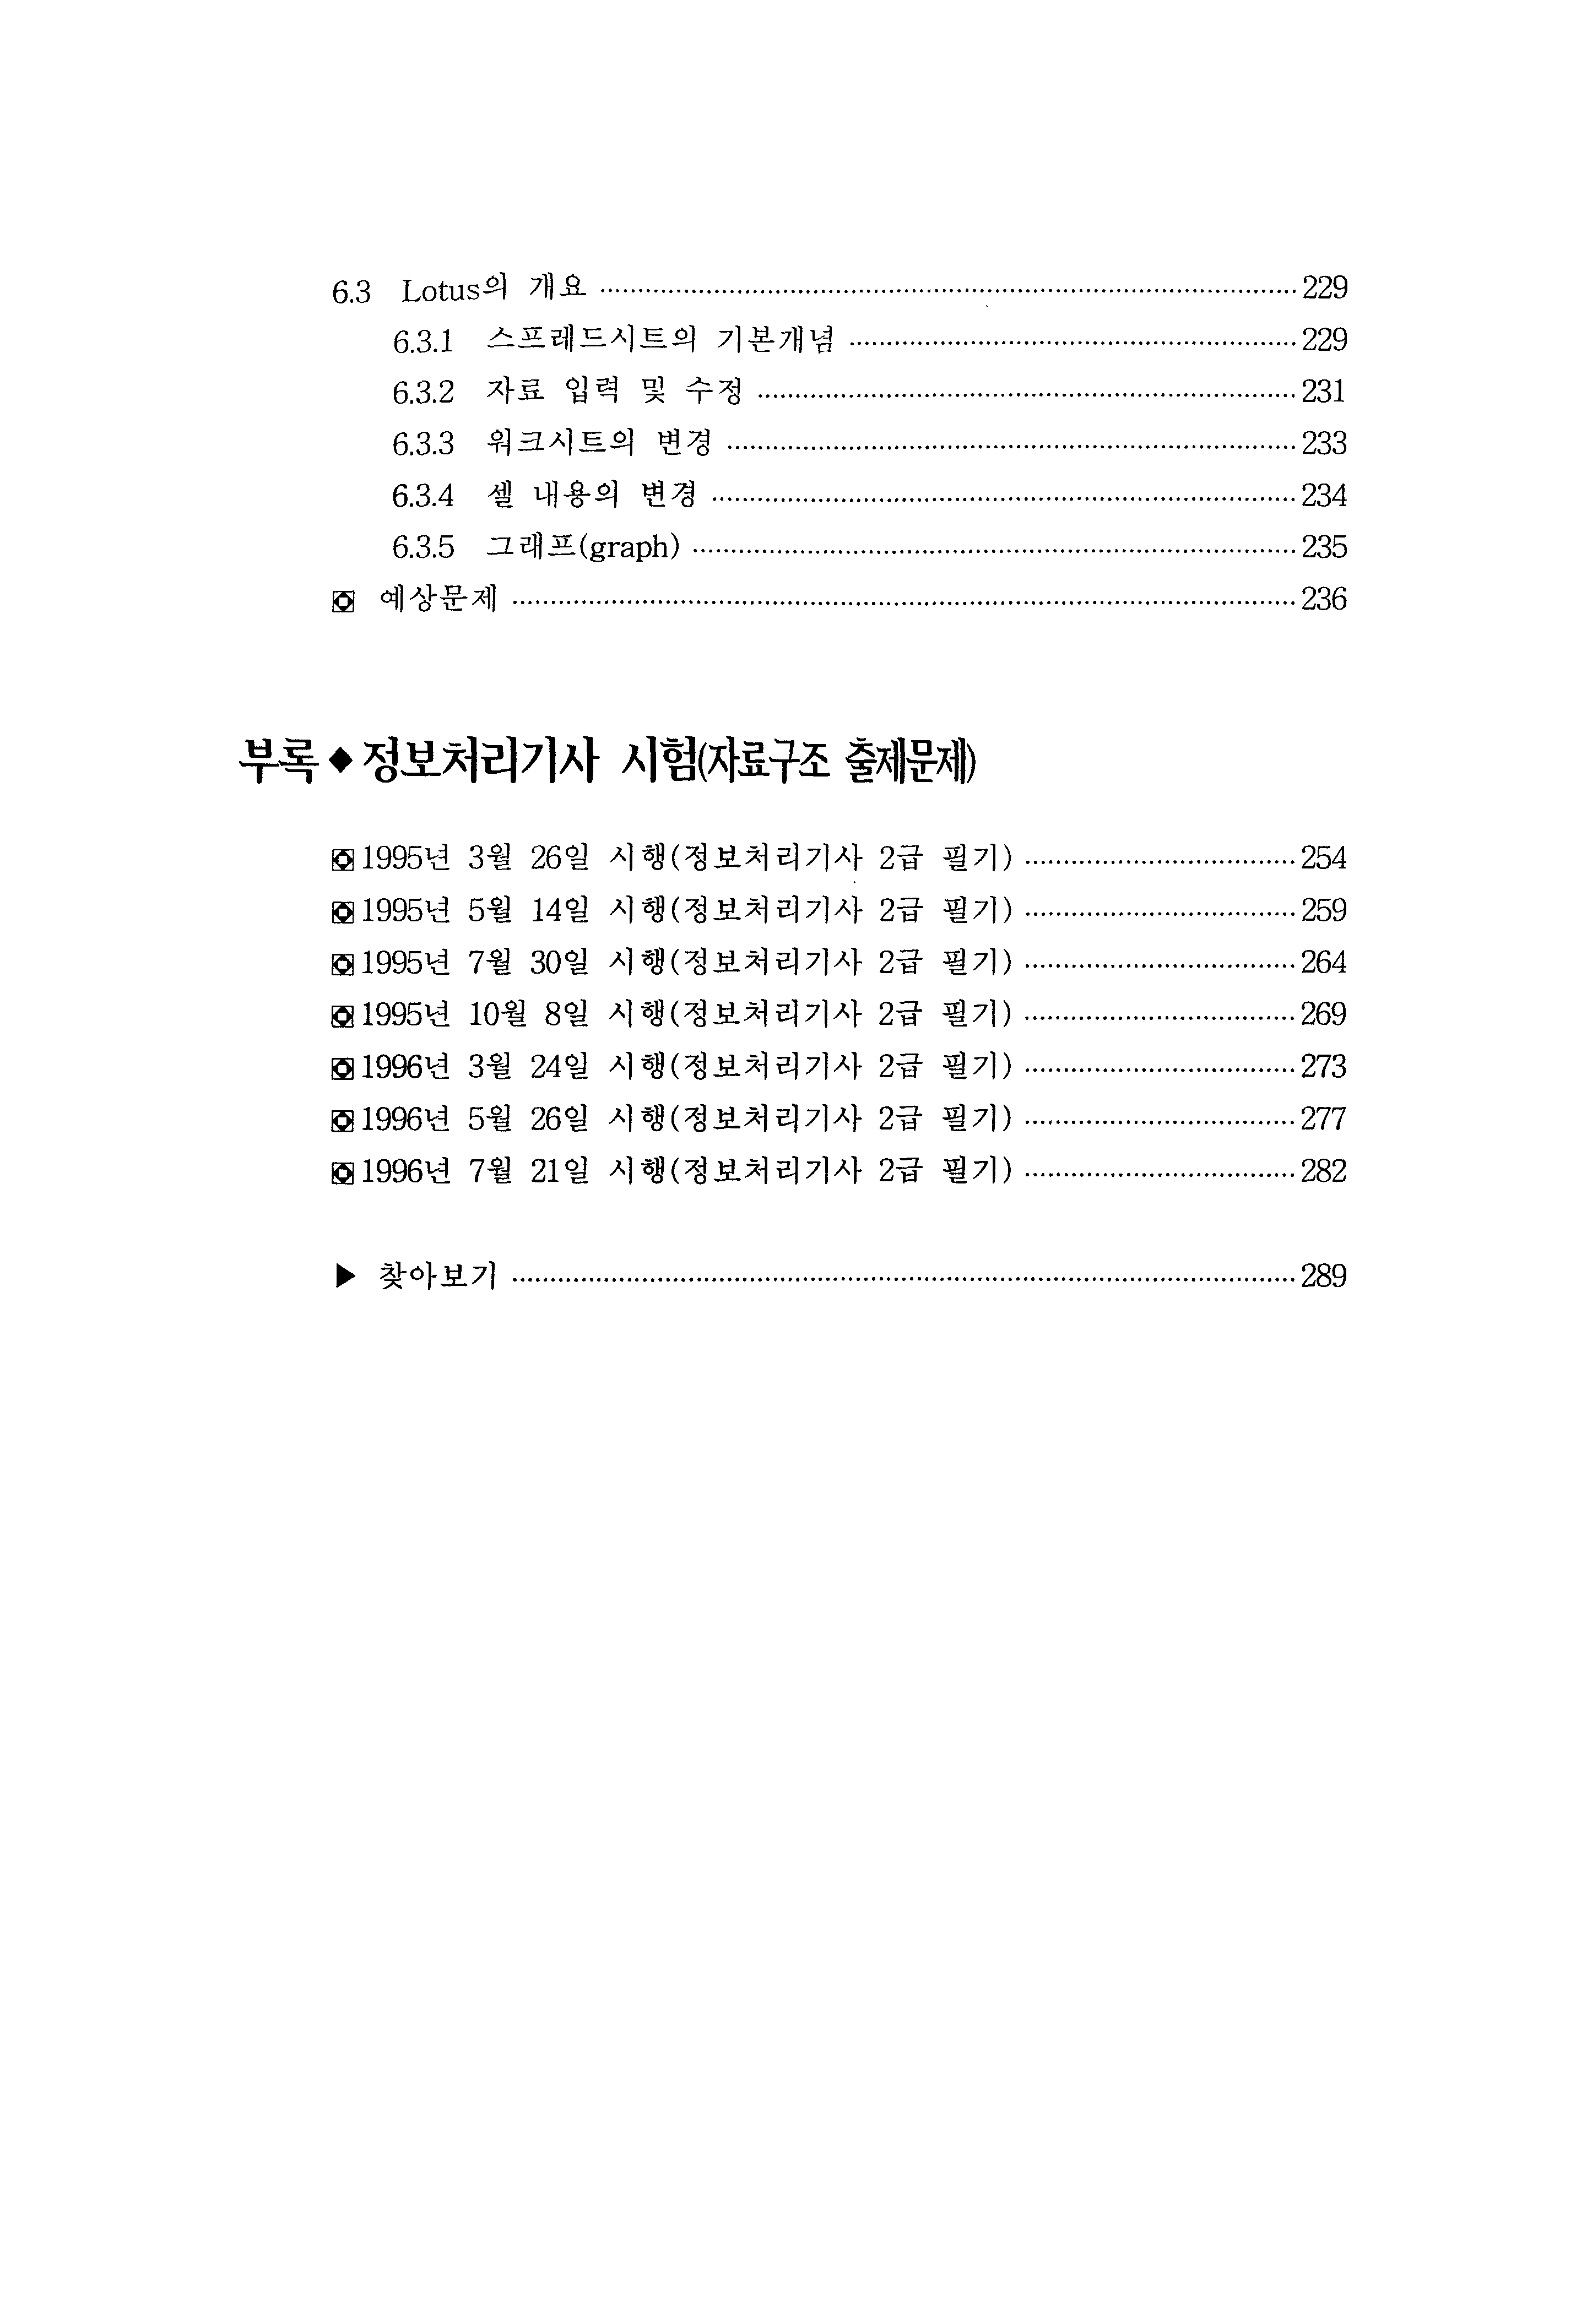 6.3 Lotus의 개요 ········ 229
6.3.1 스프레드시트의 기본개념 ········ 229
6.3.2 자료 입력 및 수정 ········ 231
6.3.3 워크시트의 변경 ········ 233
6.3.4 셀 내용의 변경 ········ 234
6.3.5 그래프(graph) ········ 235
예상문제 ········ 236
부록◆정보처리기사 시험(자료구조 출제문제)
1995년 3월 26일 시행(정보처리기사 2급 필기) ········ 254
1995년 5월 14일 시행(정보처리기사 2급 필기) ········ 259
1995년 7월 30일 시행(정보처리기사 2급 필기) ········ 264
1995년 10월 8일 시행(정보처리기사 2급 필기) ········ 269
1996년 3월 24일 시행(정보처리기사 2급 필기) ········ 273
1996년 5월 26일 시행(정보처리기사 2급 필기) ········ 277
1996년 7월 21일 시행(정보처리기사 2급 필기) ········ 282
▶ 찾아보기 ········ 289